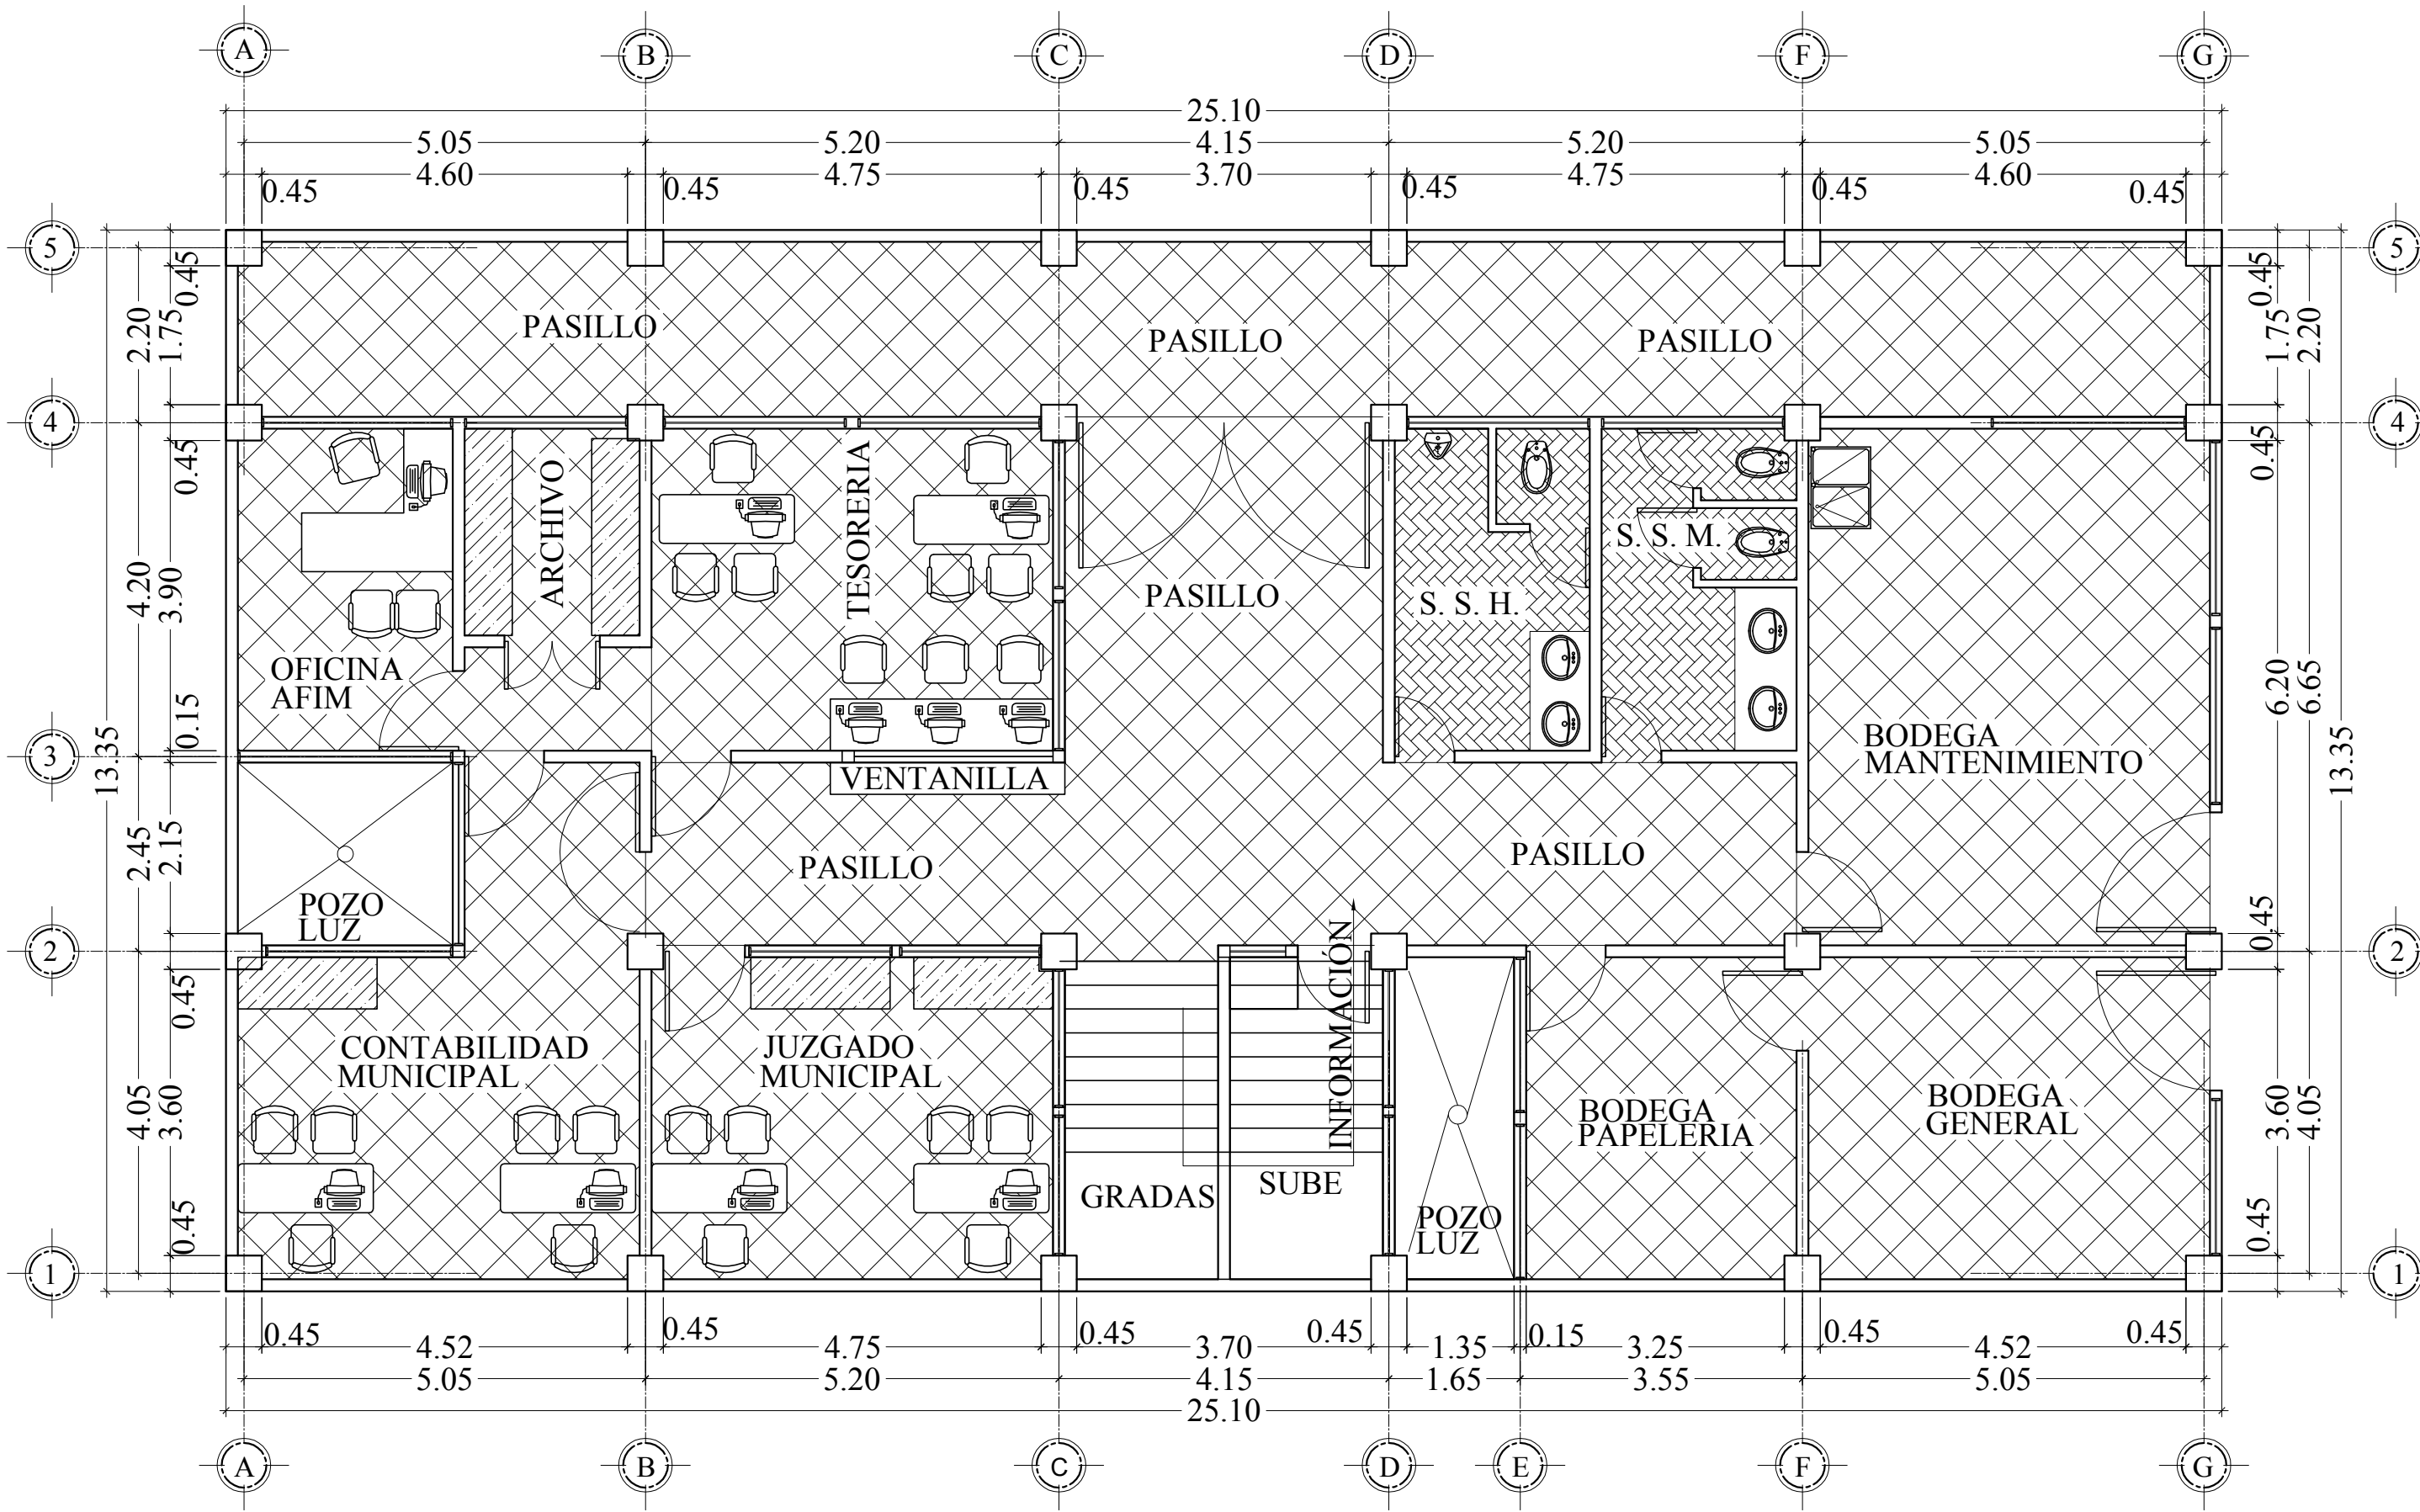 A B C D F G
25.10
5.05 5.20 4.15 5.20 5.05
4.60 4.75 3.70 4.75 4.60
0.45 0.45 0.45 0.45 0.45 0.45
5 5
0.45 0.45
2.20 1.75 1.75 2.20
PASILLO PASILLO PASILLO
4 4
0.45 0.45
ARCHIVO
TESORERIA
S. S. M.
4.20 3.90
PASILLO
S. S. H.
OFICINA
AFIM
6.20 6.65
0.15
BODEGA
MANTENIMIENTO
3
13.35 13.35
VENTANILLA
2.45 2.15
PASILLO PASILLO
POZO
LUZ
0.45
2 2
INFORMACIÓN
0.45
CONTABILIDAD
MUNICIPAL
JUZGADO
MUNICIPAL
BODEGA
PAPELERIA
BODEGA
GENERAL
4.05 3.60 3.60 4.05
GRADAS SUBE
POZO
LUZ
0.45 0.45
1 1
0.45 0.45 0.45 0.45 0.15 0.45 0.45
4.52 4.75 3.70 1.35 3.25 4.52
5.05 5.20 4.15 1.65 3.55 5.05
25.10
A B C D E F G